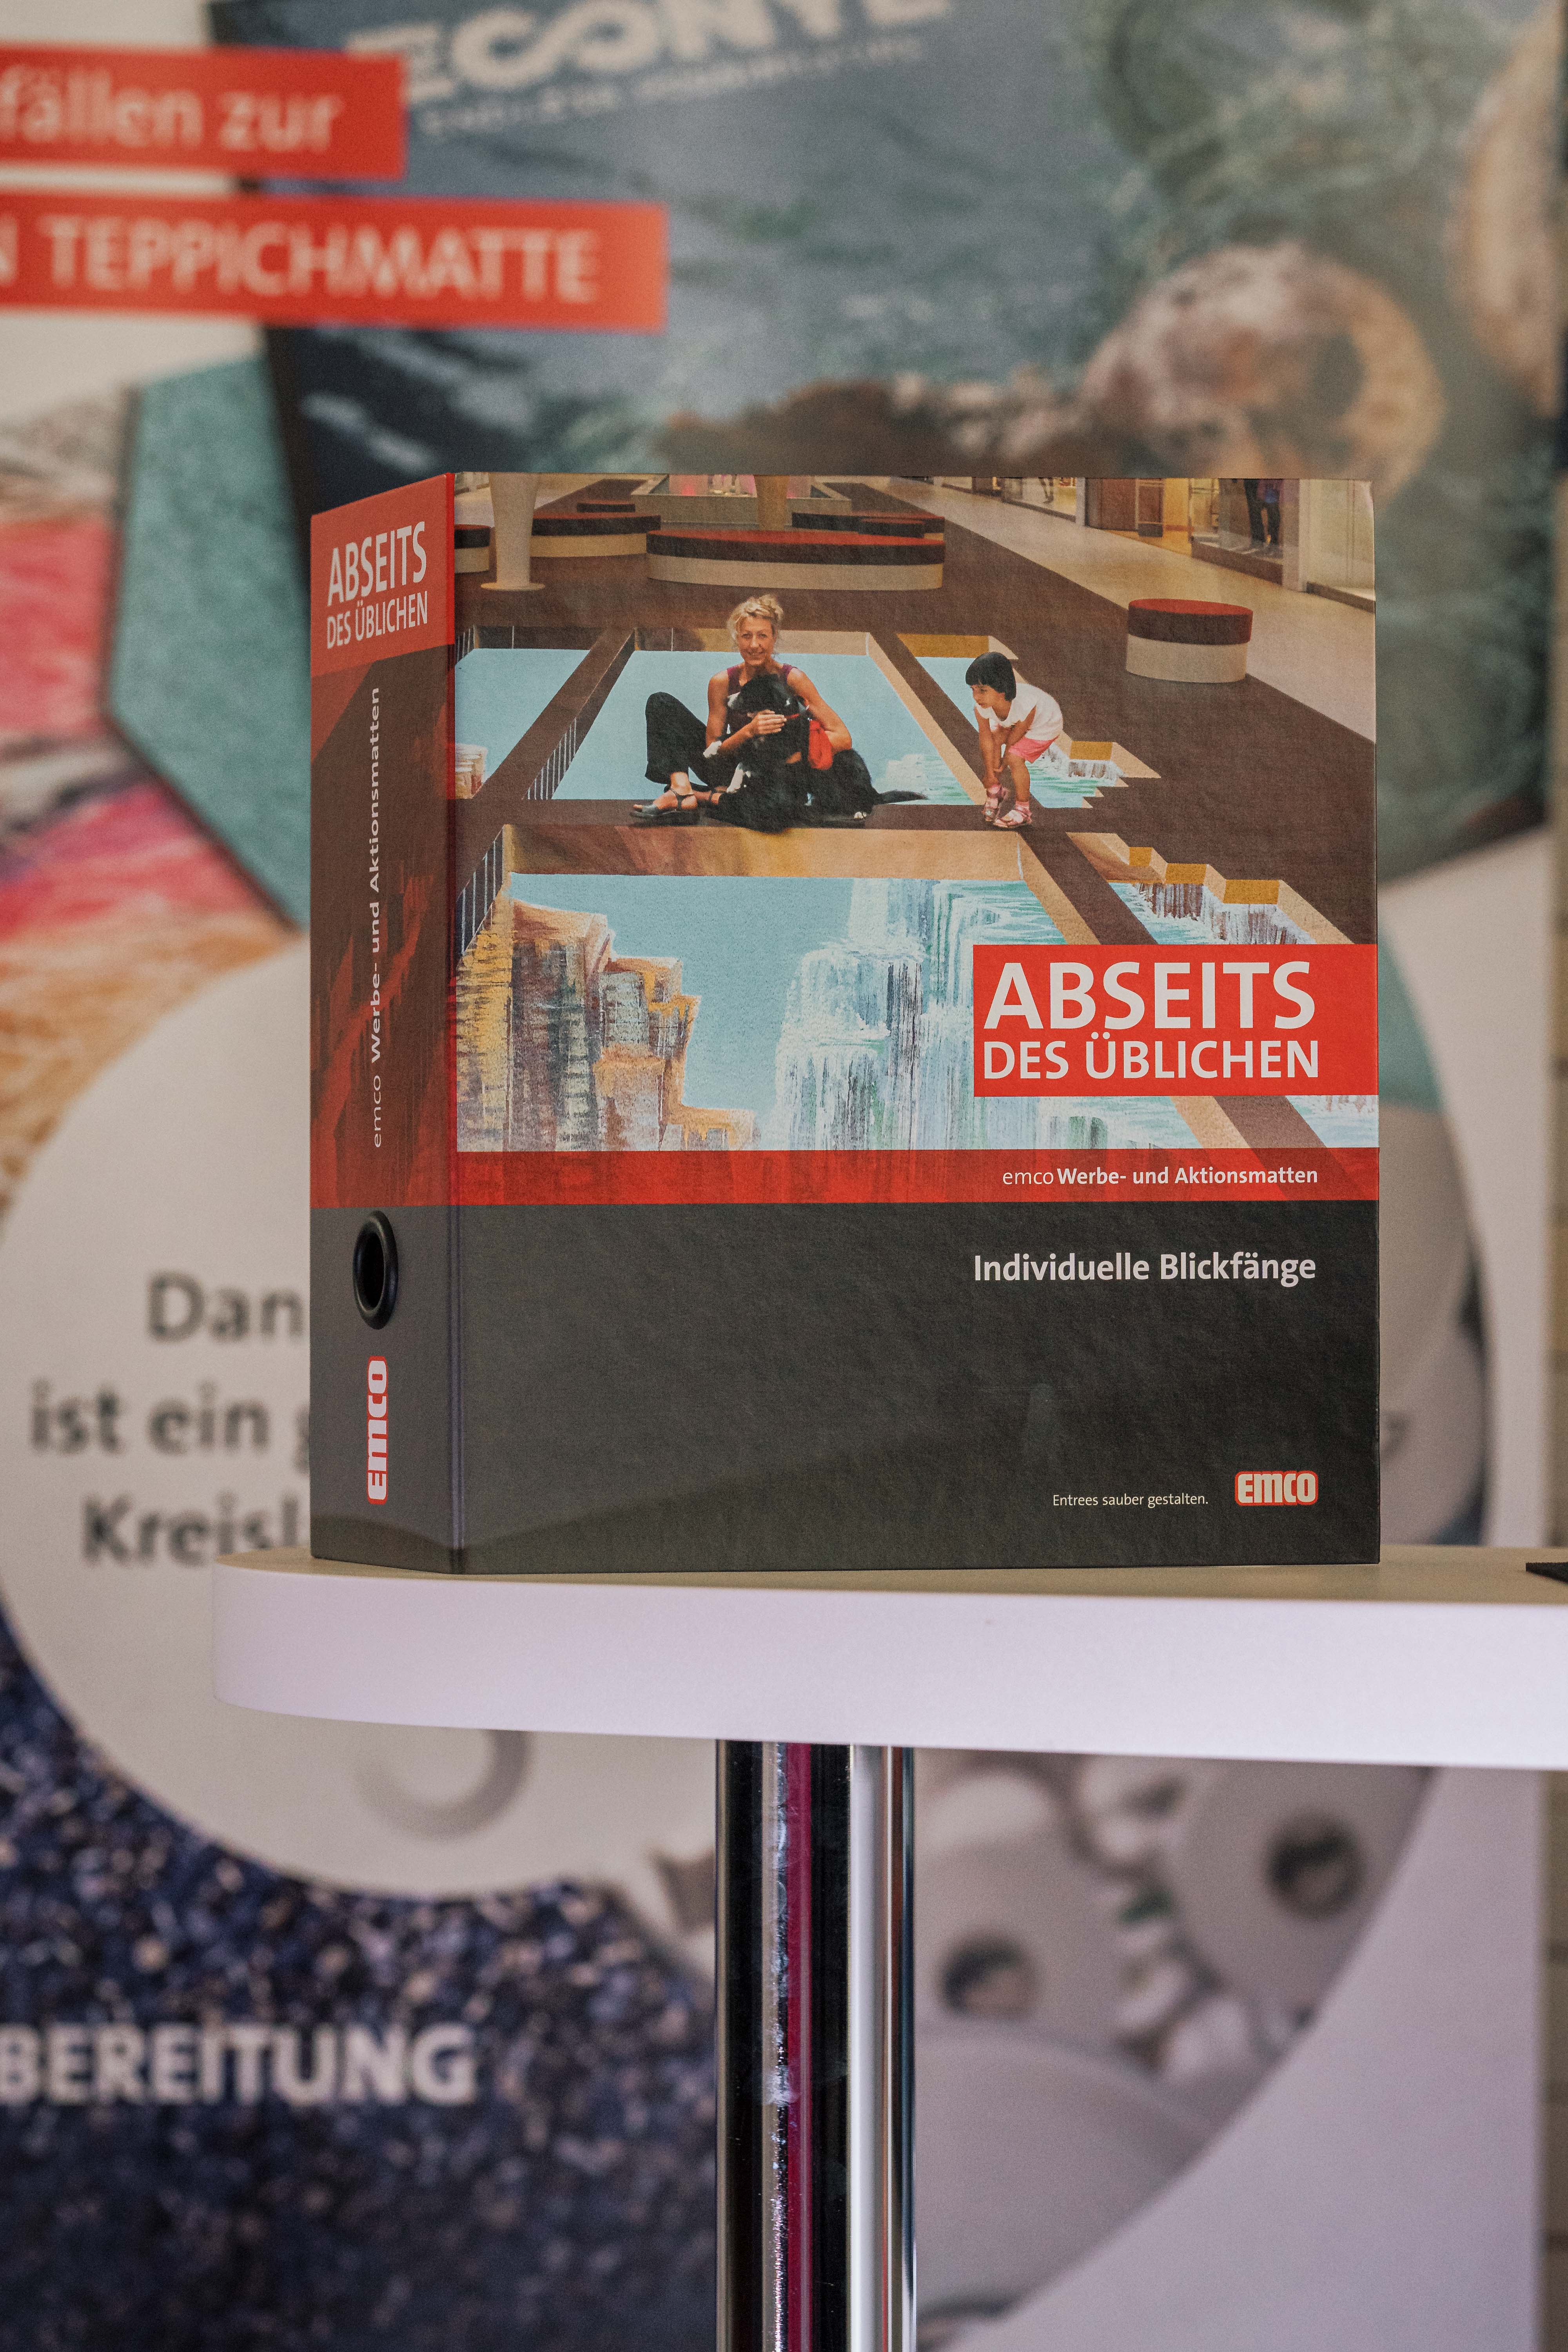 ECONYL
fällen zur
N TEPPICHMATTE
ABSEITS
DES ÜBLICHEN
emco Werbe- und Aktionsmatten
emco
ABSEITS
DES ÜBLICHEN
emco Werbe- und Aktionsmatten
Individuelle Blickfänge
Entrees sauber gestalten.
emco
Dan
ist ein g
Kreisl
BEREITUNG